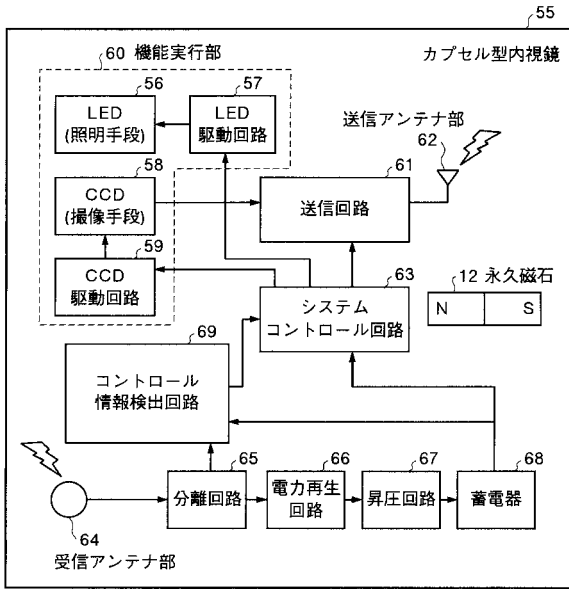 55
60 機能実行部
カプセル型内視鏡
56
57
LED
(照明手段)
LED
駆動回路
送信アンテナ部
62
58
61
CCD
(撮像手段)
送信回路
59
63
CCD
駆動回路
システム
コントロール回路
12 永久磁石
N
S
69
コントロール
情報検出回路
65
66
67
68
分離回路
電力再生
回路
昇圧回路
蓄電器
64
受信アンテナ部